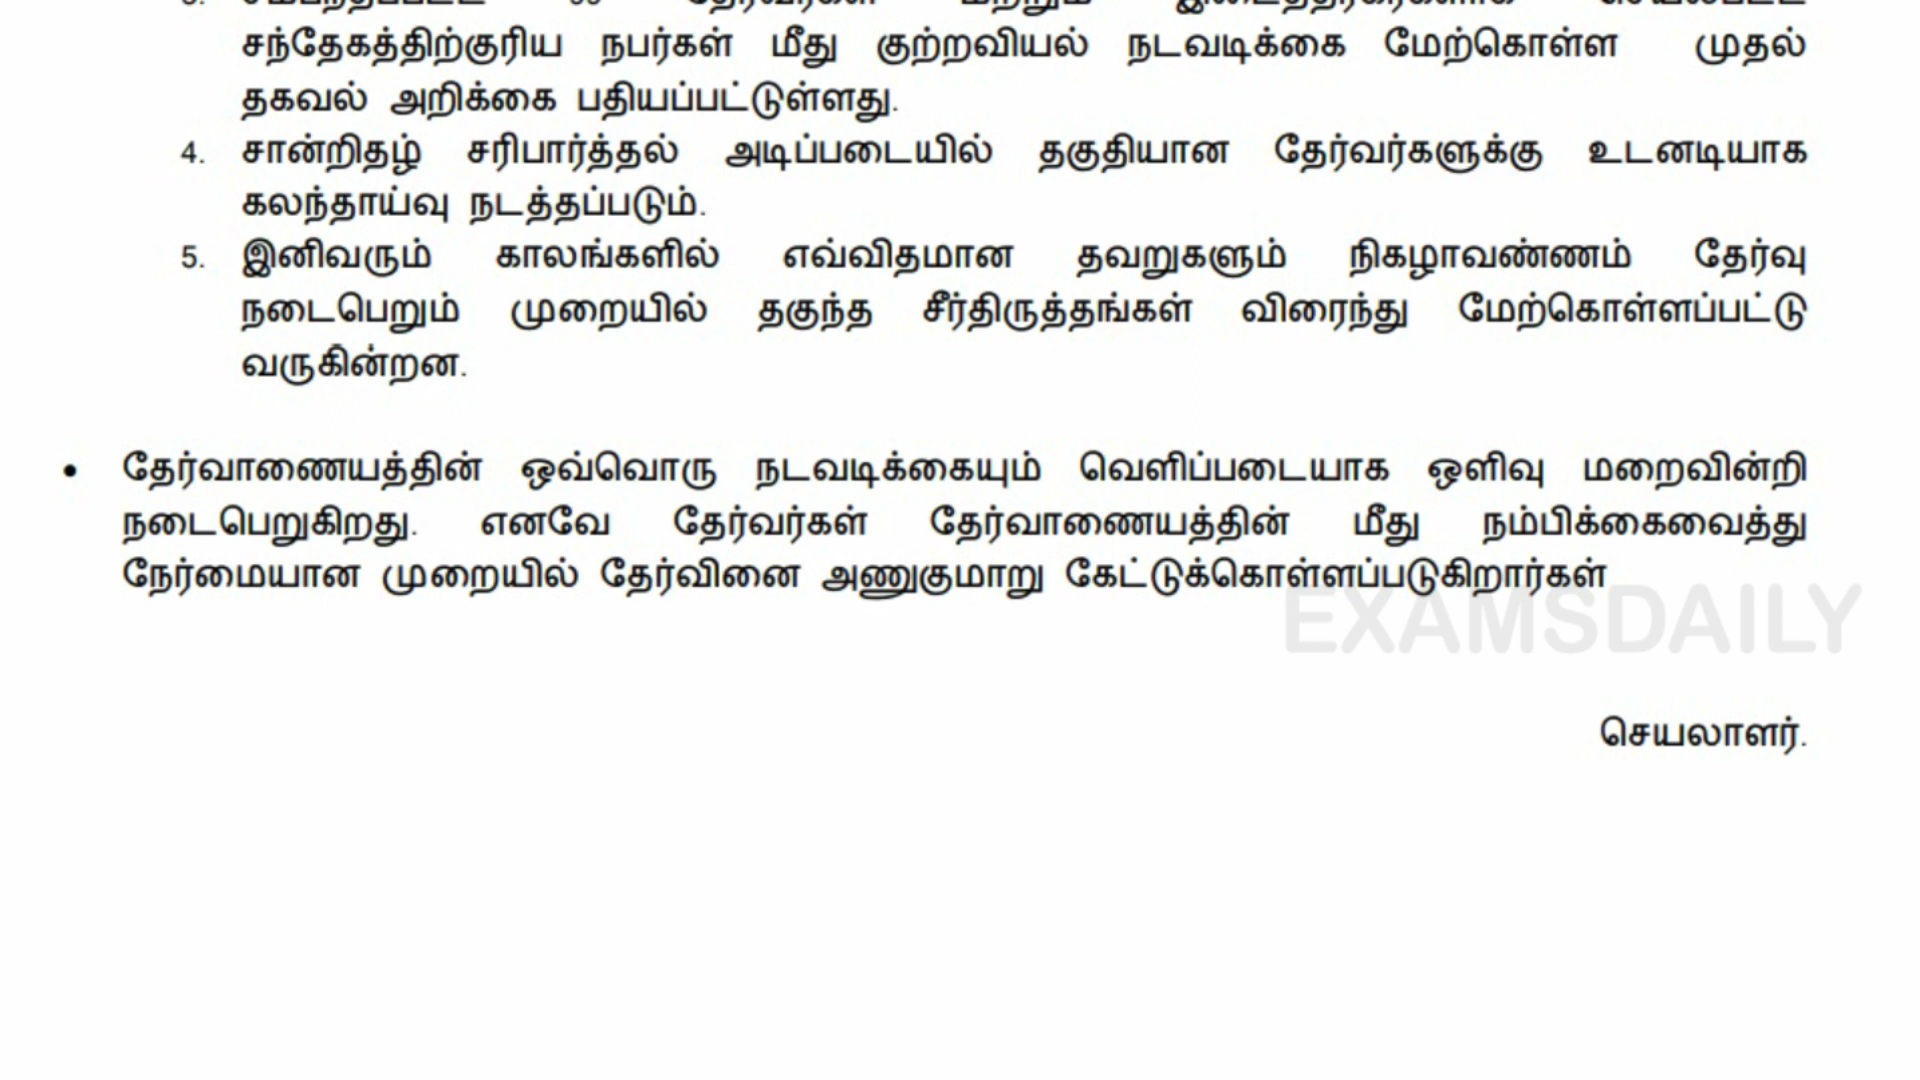 சந்தேகத்திற்குரிய நபர்கள் மீது குற்றவியல் நடவடிக்கை மேற்கொள்ள முதல்
தகவல் அறிக்கை பதியப்பட்டுள்ளது.
4. சான்றிதழ் சரிபார்த்தல் அடிப்படையில் தகுதியான தேர்வர்களுக்கு உடனடியாக
கலந்தாய்வு நடத்தப்படும்.
5. இனிவரும் காலங்களில் எவ்விதமான தவறுகளும் நிகழாவண்ணம் தேர்வு
நடைபெறும் முறையில் தகுந்த சீர்திருத்தங்கள் விரைந்து மேற்கொள்ளப்பட்டு
வருகின்றன.
• தேர்வாணையத்தின் ஒவ்வொரு நடவடிக்கையும் வெளிப்படையாக ஒளிவு மறைவின்றி
நடைபெறுகிறது. எனவே தேர்வர்கள் தேர்வாணையத்தின் மீது நம்பிக்கைவைத்து
நேர்மையான முறையில் தேர்வினை அணுகுமாறு கேட்டுக்கொள்ளப்படுகிறார்கள்
EXAMSDAILY
செயலாளர்.